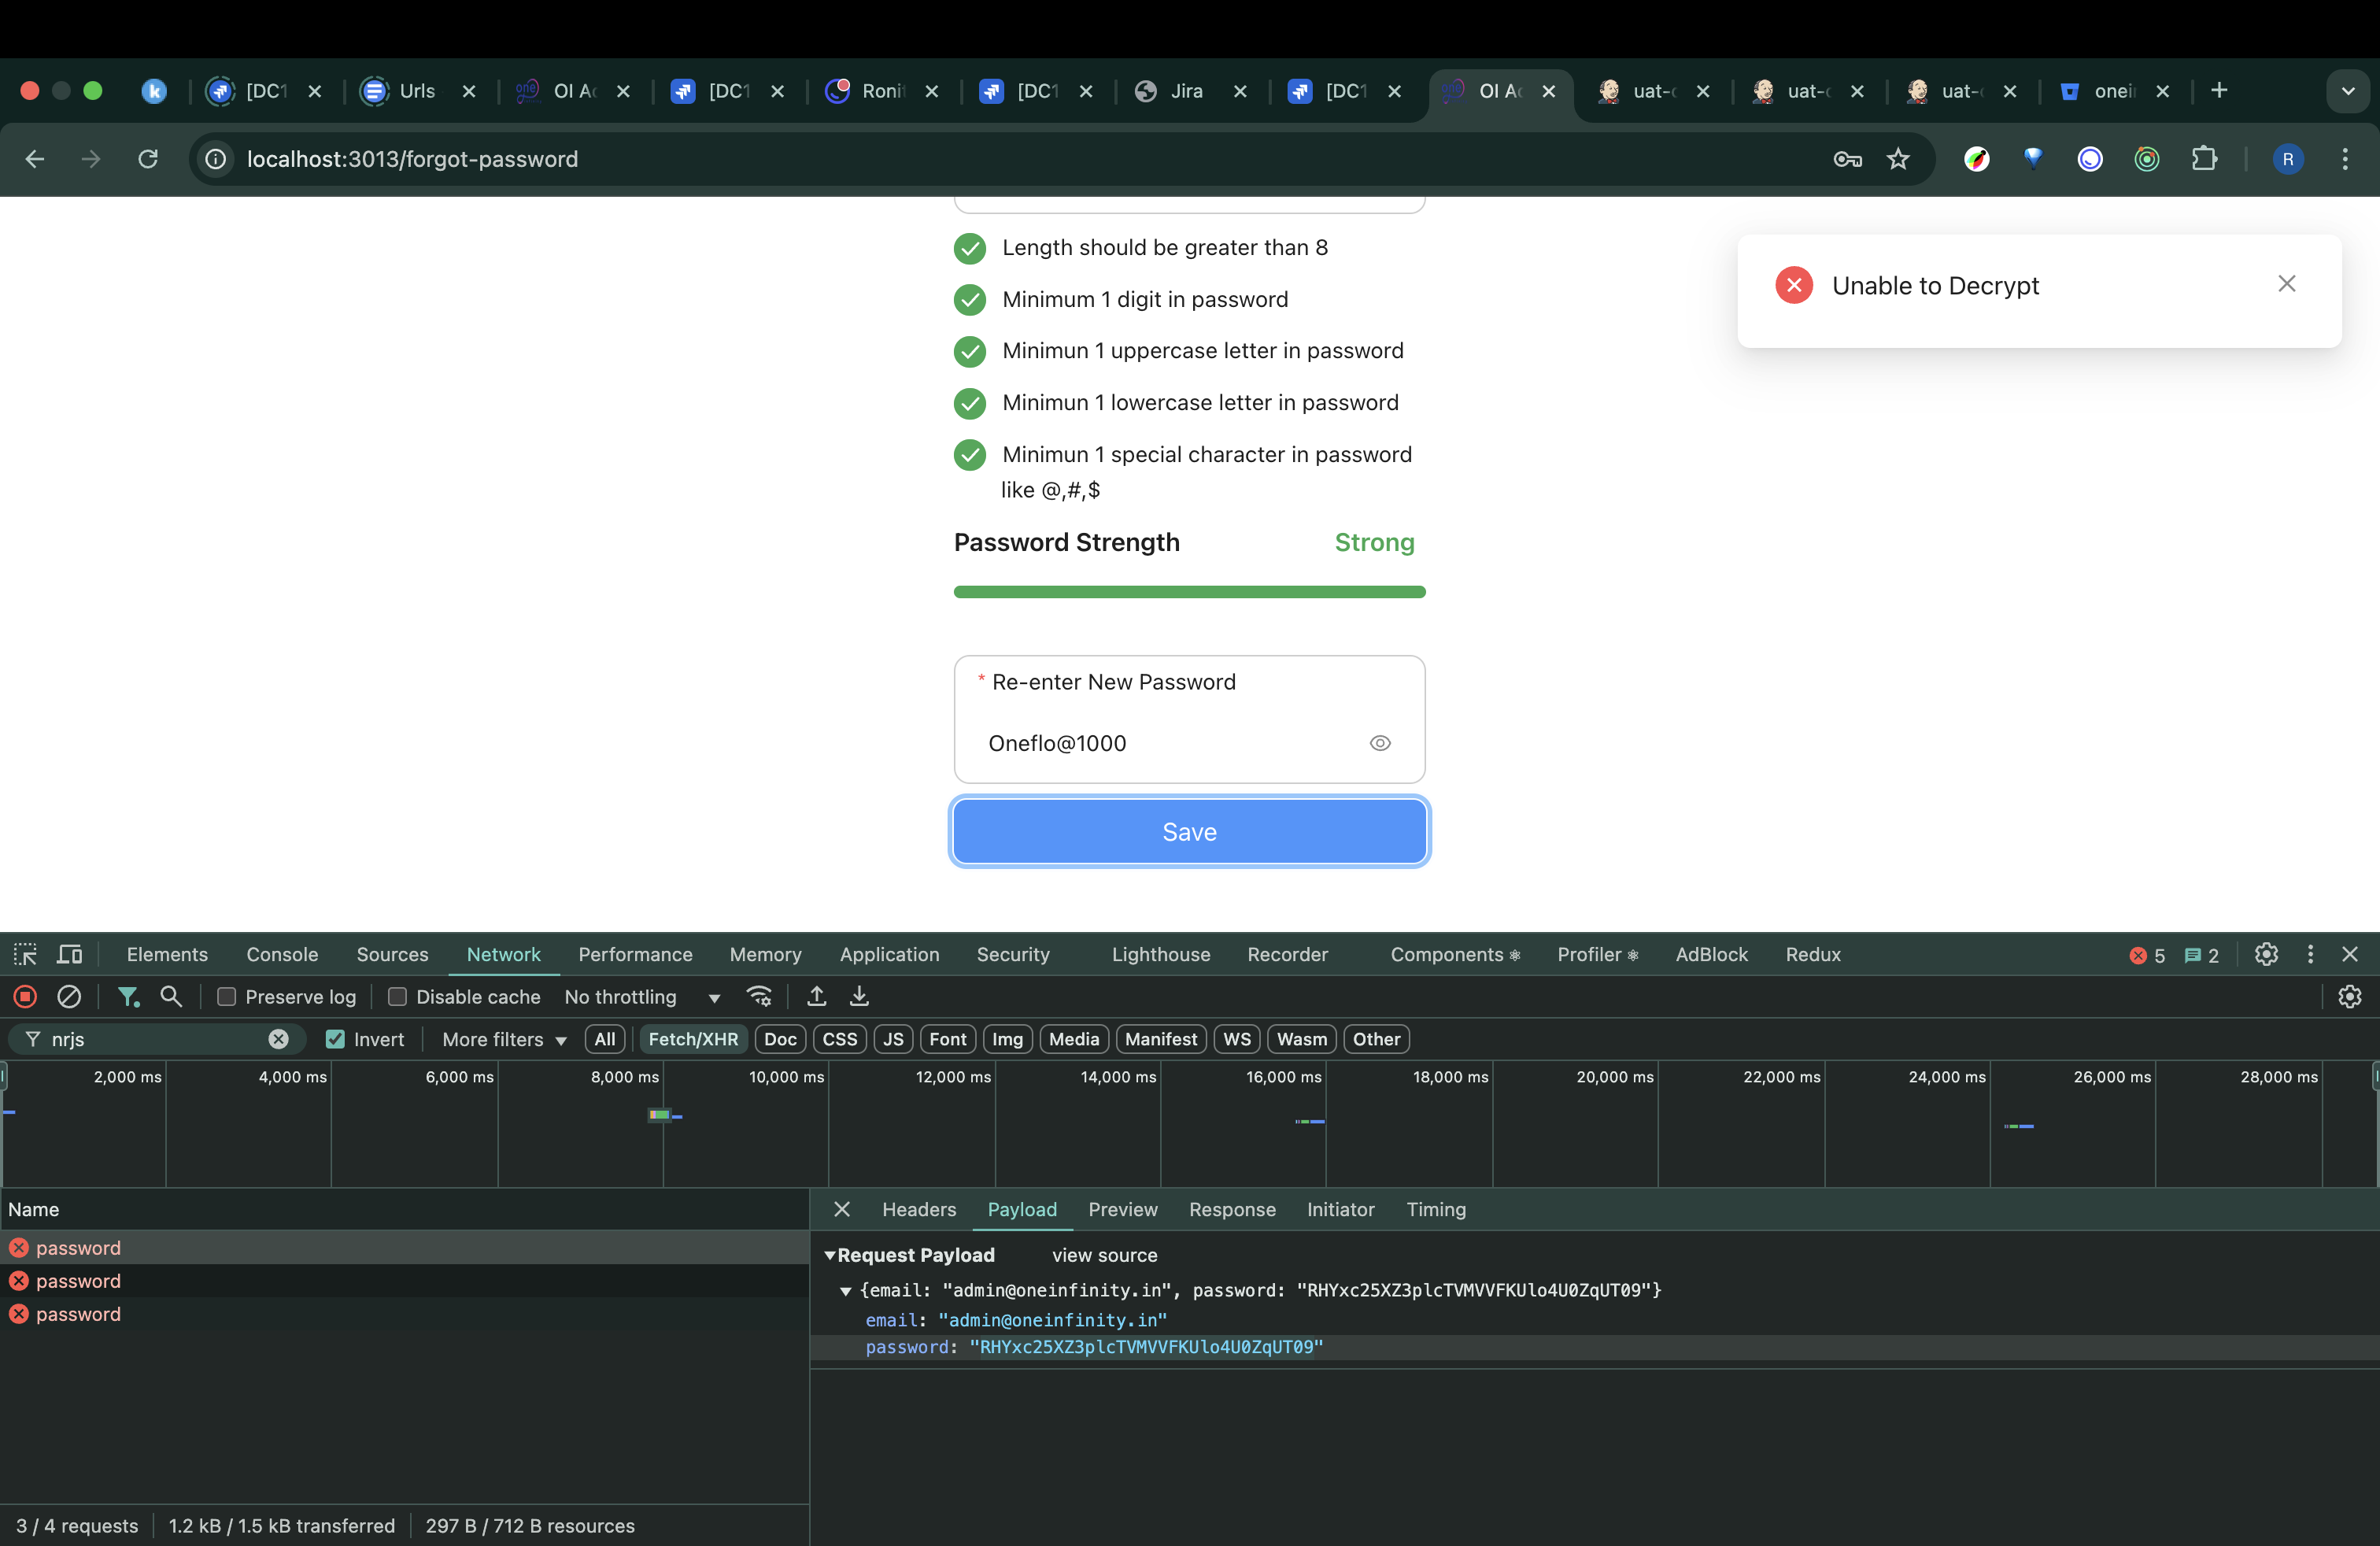 [DC1
Urls
OI Ac
[DC1
Roni
[DC1
Jira
[DC1
OI Ac
uat-c
uat-c
uat-c
onei
localhost:3013/forgot-password
R
Length should be greater than 8
Minimum 1 digit in password
Minimun 1 uppercase letter in password
Minimun 1 lowercase letter in password
Minimun 1 special character in password
like @,#,$
Unable to Decrypt
Password Strength Strong
* Re-enter New Password
Oneflo@1000
Save
Elements Console Sources Network Performance Memory Application Security Lighthouse Recorder Components Profiler AdBlock Redux 5 2
Preserve log Disable cache No throttling
nrjs Invert More filters All Fetch/XHR Doc CSS JS Font Img Media Manifest WS Wasm Other
2,000 ms 4,000 ms 6,000 ms 8,000 ms 10,000 ms 12,000 ms 14,000 ms 16,000 ms 18,000 ms 20,000 ms 22,000 ms 24,000 ms 26,000 ms 28,000 ms
Name
password
password
password
Headers Payload Preview Response Initiator Timing
Request Payload view source
{email: "admin@oneinfinity.in", password: "RHYxc25XZ3plcTVMVVFKUlo4U0ZqUT09"}
email: "admin@oneinfinity.in"
password: "RHYxc25XZ3plcTVMVVFKUlo4U0ZqUT09"
3 / 4 requests 1.2 kB / 1.5 kB transferred 297 B / 712 B resources